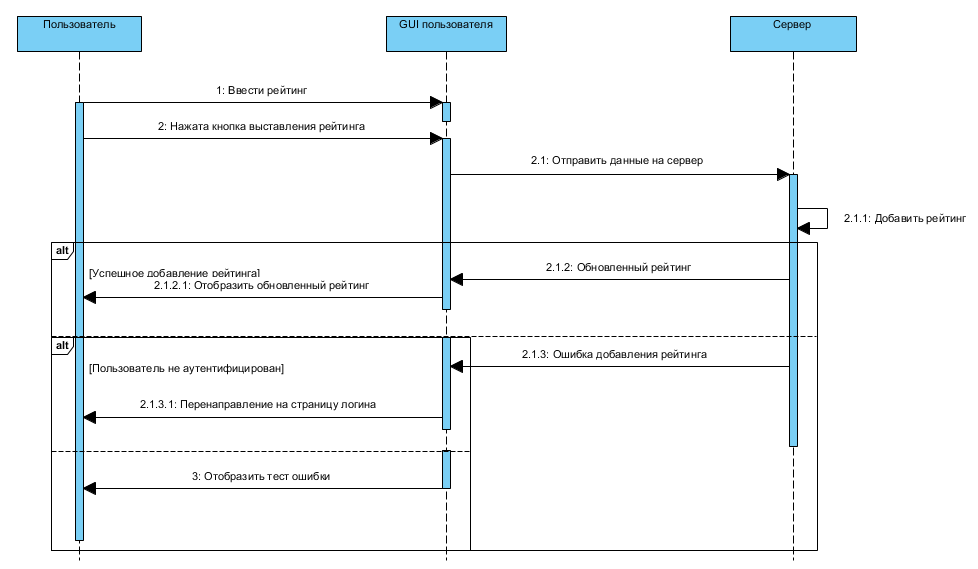 Пользователь
GUI пользователя
Сервер
1: Ввести рейтинг
2: Нажата кнопка выставления рейтинга
2.1: Отправить данные на сервер
2.1.1: Добавить рейтинг
alt
[Успешное добавление рейтинга]
2.1.2: Обновленный рейтинг
2.1.2.1: Отобразить обновленный рейтинг
alt
2.1.3: Ошибка добавления рейтинга
[Пользователь не аутентифицирован]
2.1.3.1: Перенаправление на страницу логина
3: Отобразить тест ошибки